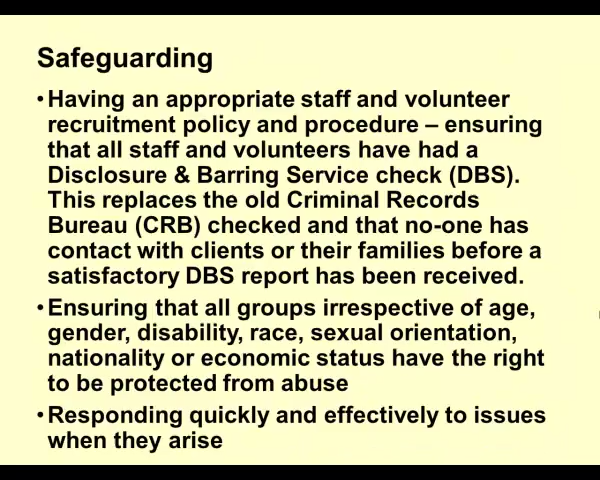 Safeguarding
•Having an appropriate staff and volunteer
recruitment policy and procedure – ensuring
that all staff and volunteers have had a
Disclosure & Barring Service check (DBS).
This replaces the old Criminal Records
Bureau (CRB) checked and that no-one has
contact with clients or their families before a
satisfactory DBS report has been received.
•Ensuring that all groups irrespective of age,
gender, disability, race, sexual orientation,
nationality or economic status have the right
to be protected from abuse
•Responding quickly and effectively to issues
when they arise